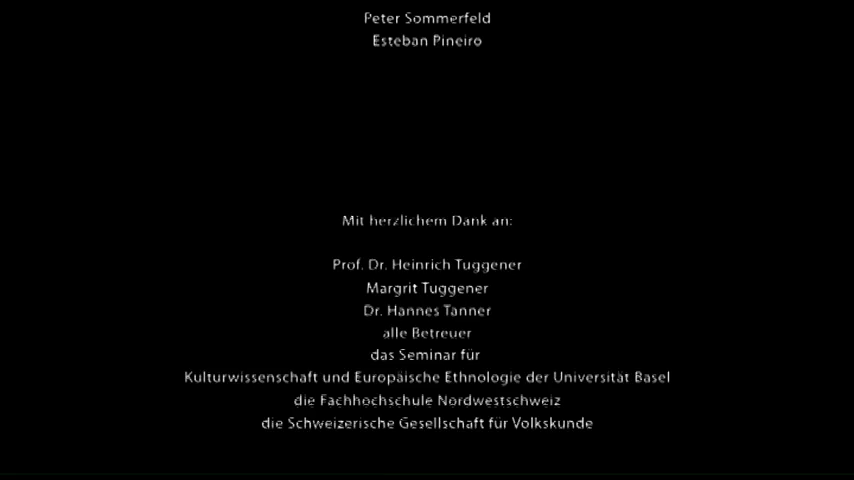 Peter Sommerfeld
Esteban Pineiro
Mit herzlichem Dank an:
Prof. Dr. Heinrich Tuggener
Margrit Tuggener
Dr. Hannes Tanner
alle Betreuer
das Seminar für
Kulturwissenschaft und Europäische Ethnologie der Universität Basel
die Fachhochschule Nordwestschweiz
die Schweizerische Gesellschaft für Volkskunde